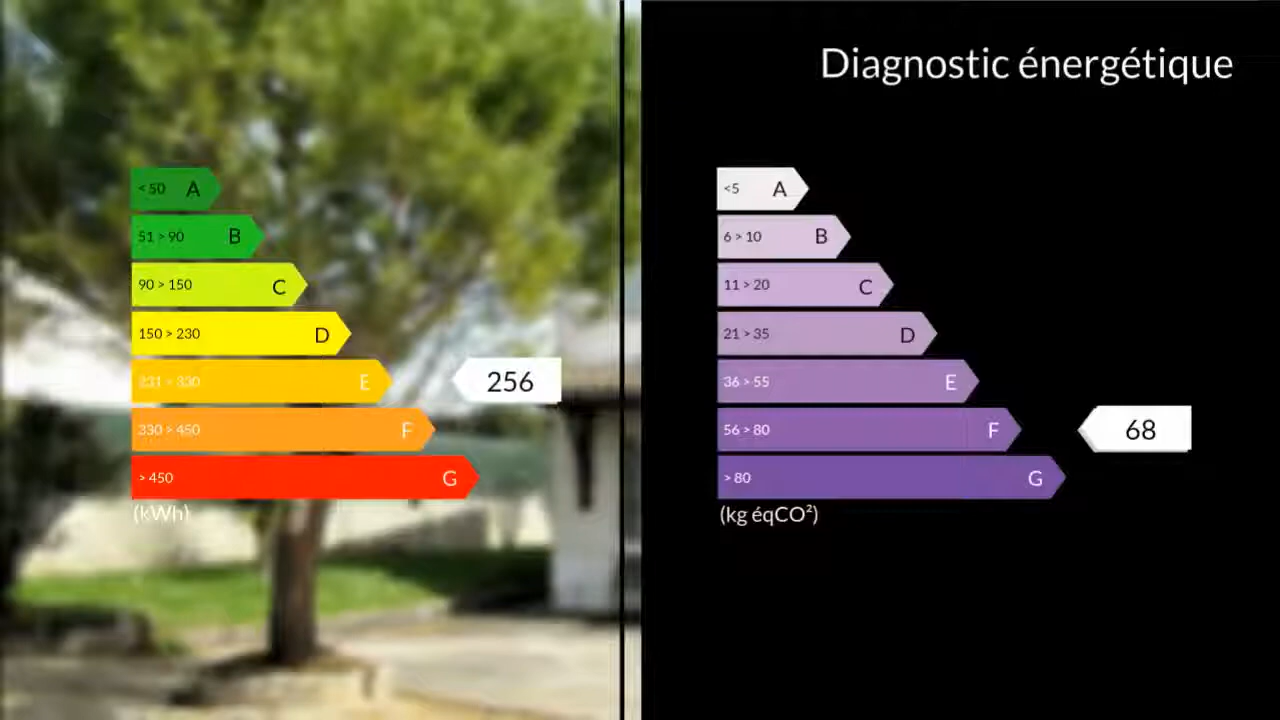 Diagnostic énergétique
< 50 A
51 > 90 B
90 > 150 C
150 > 230 D
231 > 330 E
256
330 > 450 F
> 450 G
(kWh)
<5 A
6 > 10 B
11 > 20 C
21 > 35 D
36 > 55 E
56 > 80 F
68
> 80 G
(kg éqCO²)